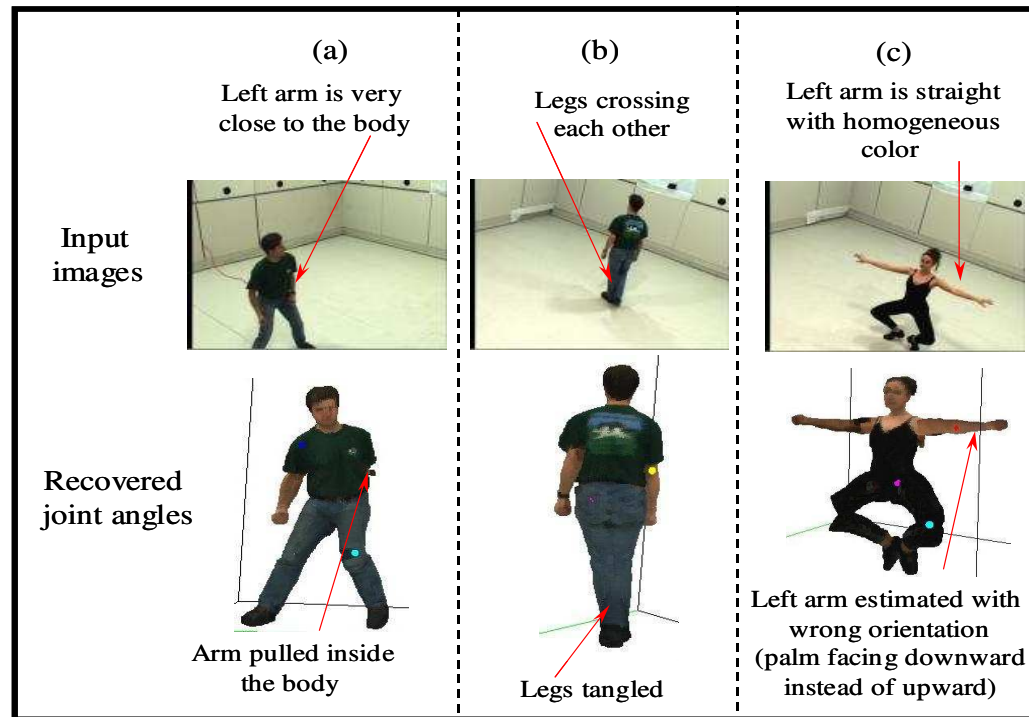 (a)
Left arm is very
close to the body
(b)
Legs crossing
each other
(c)
Left arm is straight
with homogeneous
color
Input
images
Recovered
joint angles
Arm pulled inside
the body
Legs tangled
Left arm estimated with
wrong orientation
(palm facing downward
instead of upward)